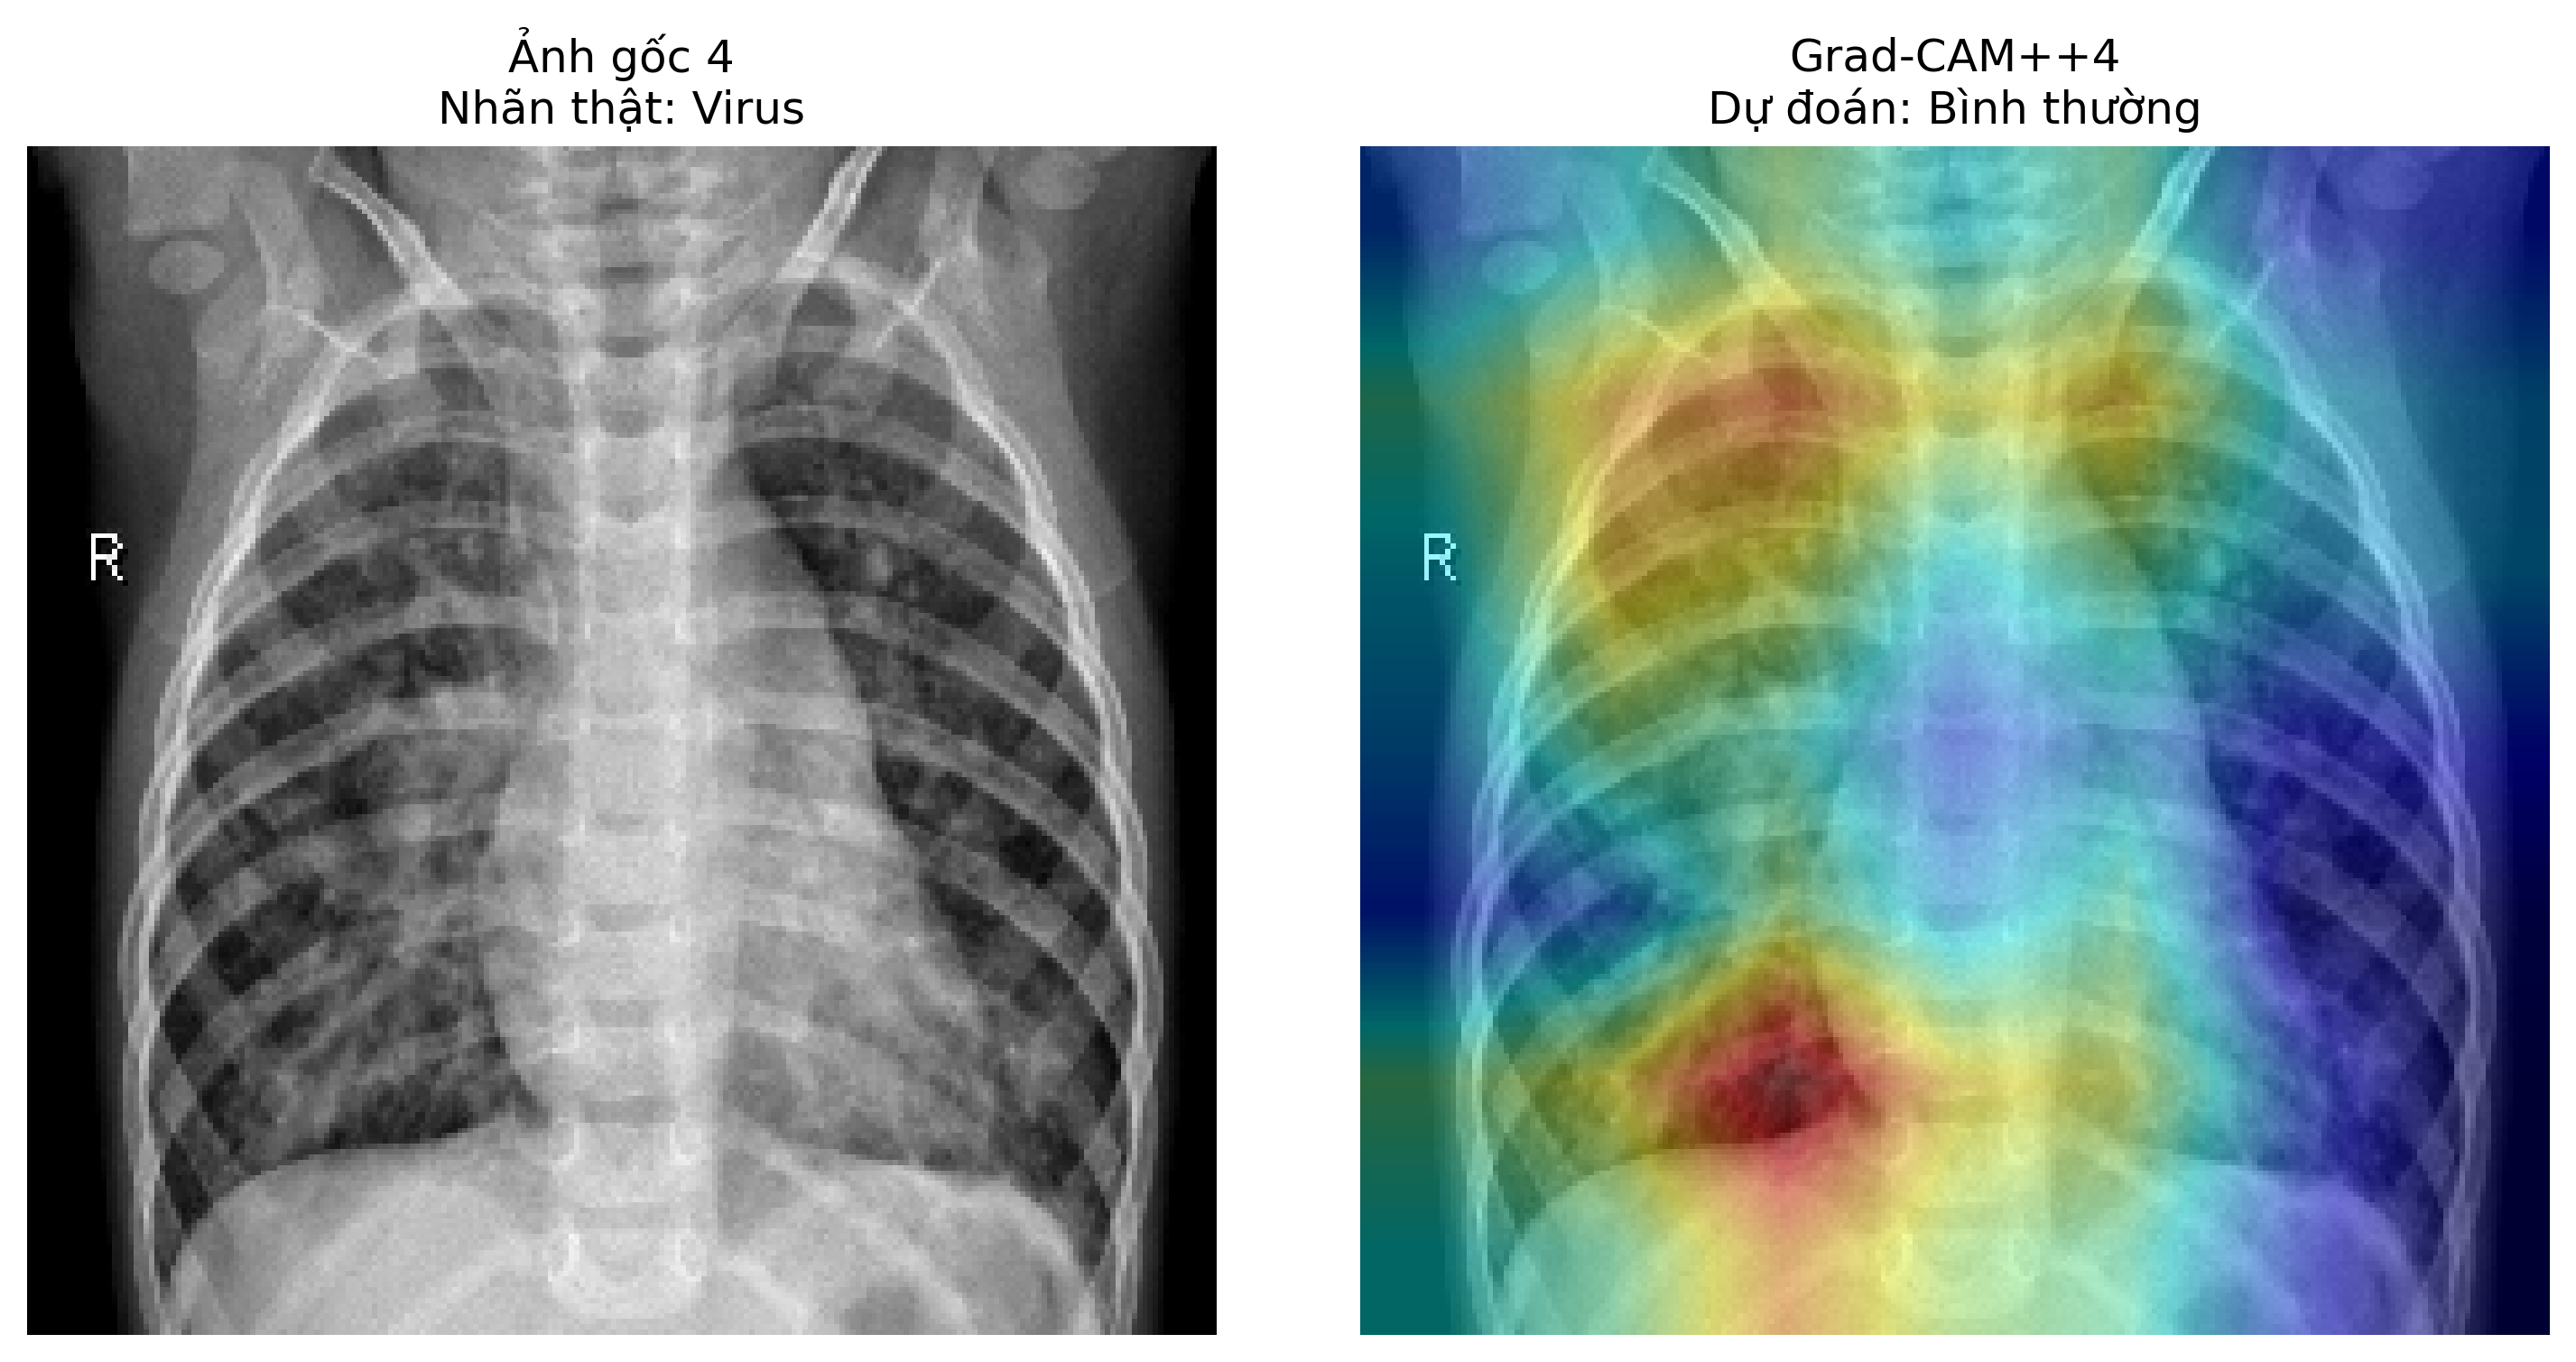 Ảnh gốc 4
Nhãn thật: Virus
Grad-CAM++4
Dự đoán: Bình thường
R
R